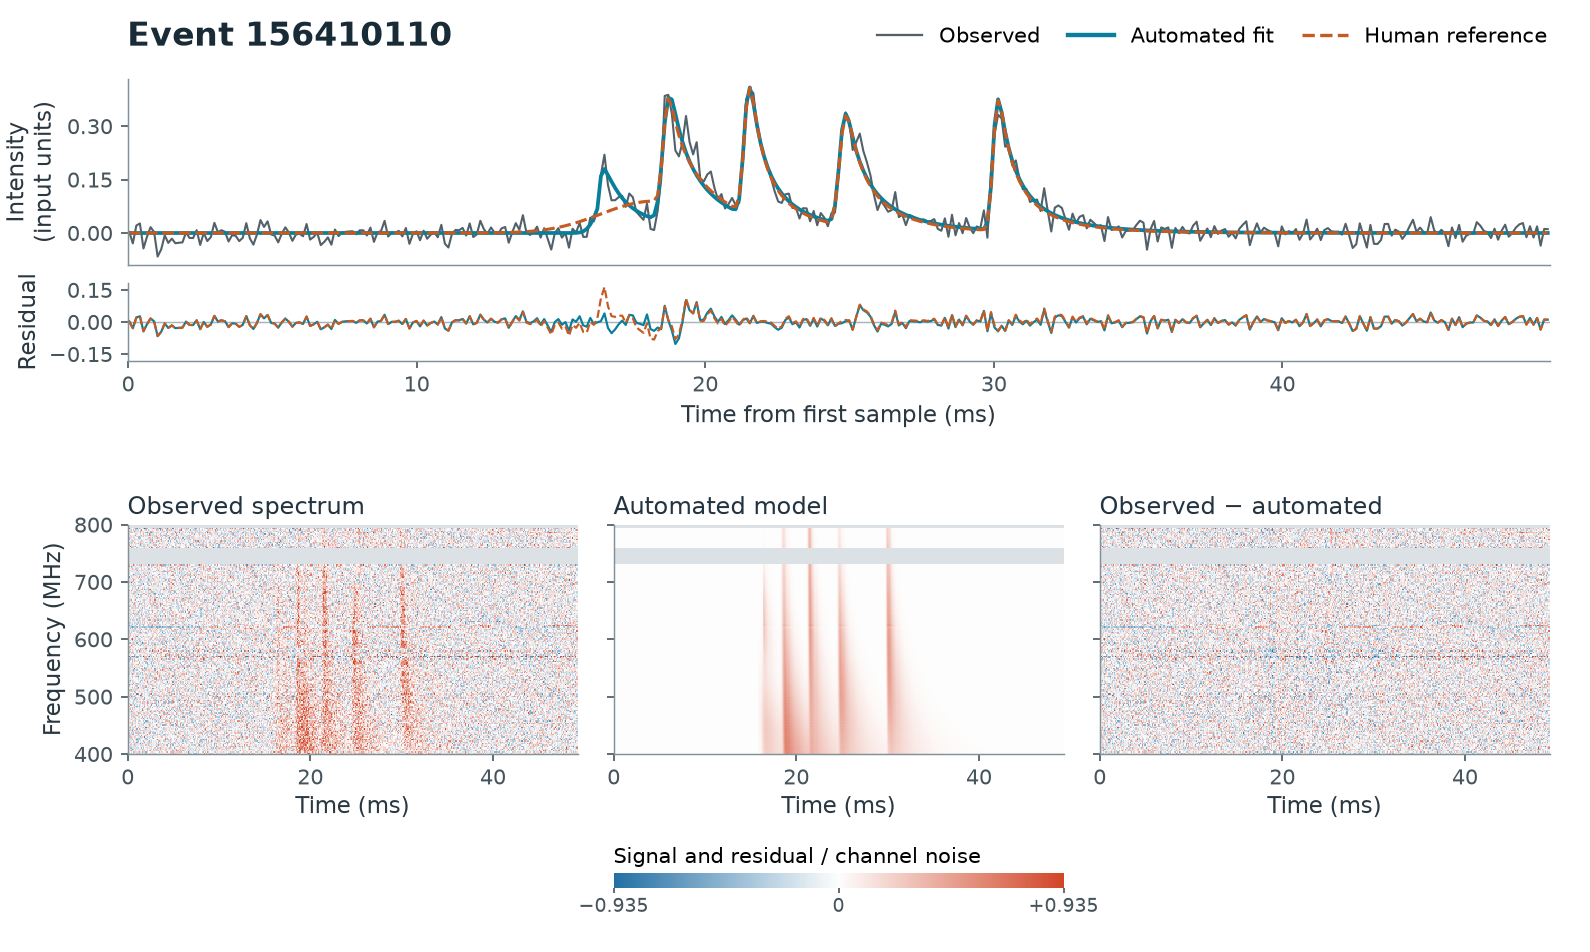 Event 156410110
Observed
Automated fit
Human reference
Intensity
(input units)
0.30
0.15
0.00
Residual
0.15
0.00
−0.15
0
10
20
30
40
Time from first sample (ms)
Observed spectrum
Automated model
Observed − automated
Frequency (MHz)
800
700
600
500
400
0
20
40
0
20
40
0
20
40
Time (ms)
Time (ms)
Time (ms)
Signal and residual / channel noise
−0.935
0
+0.935